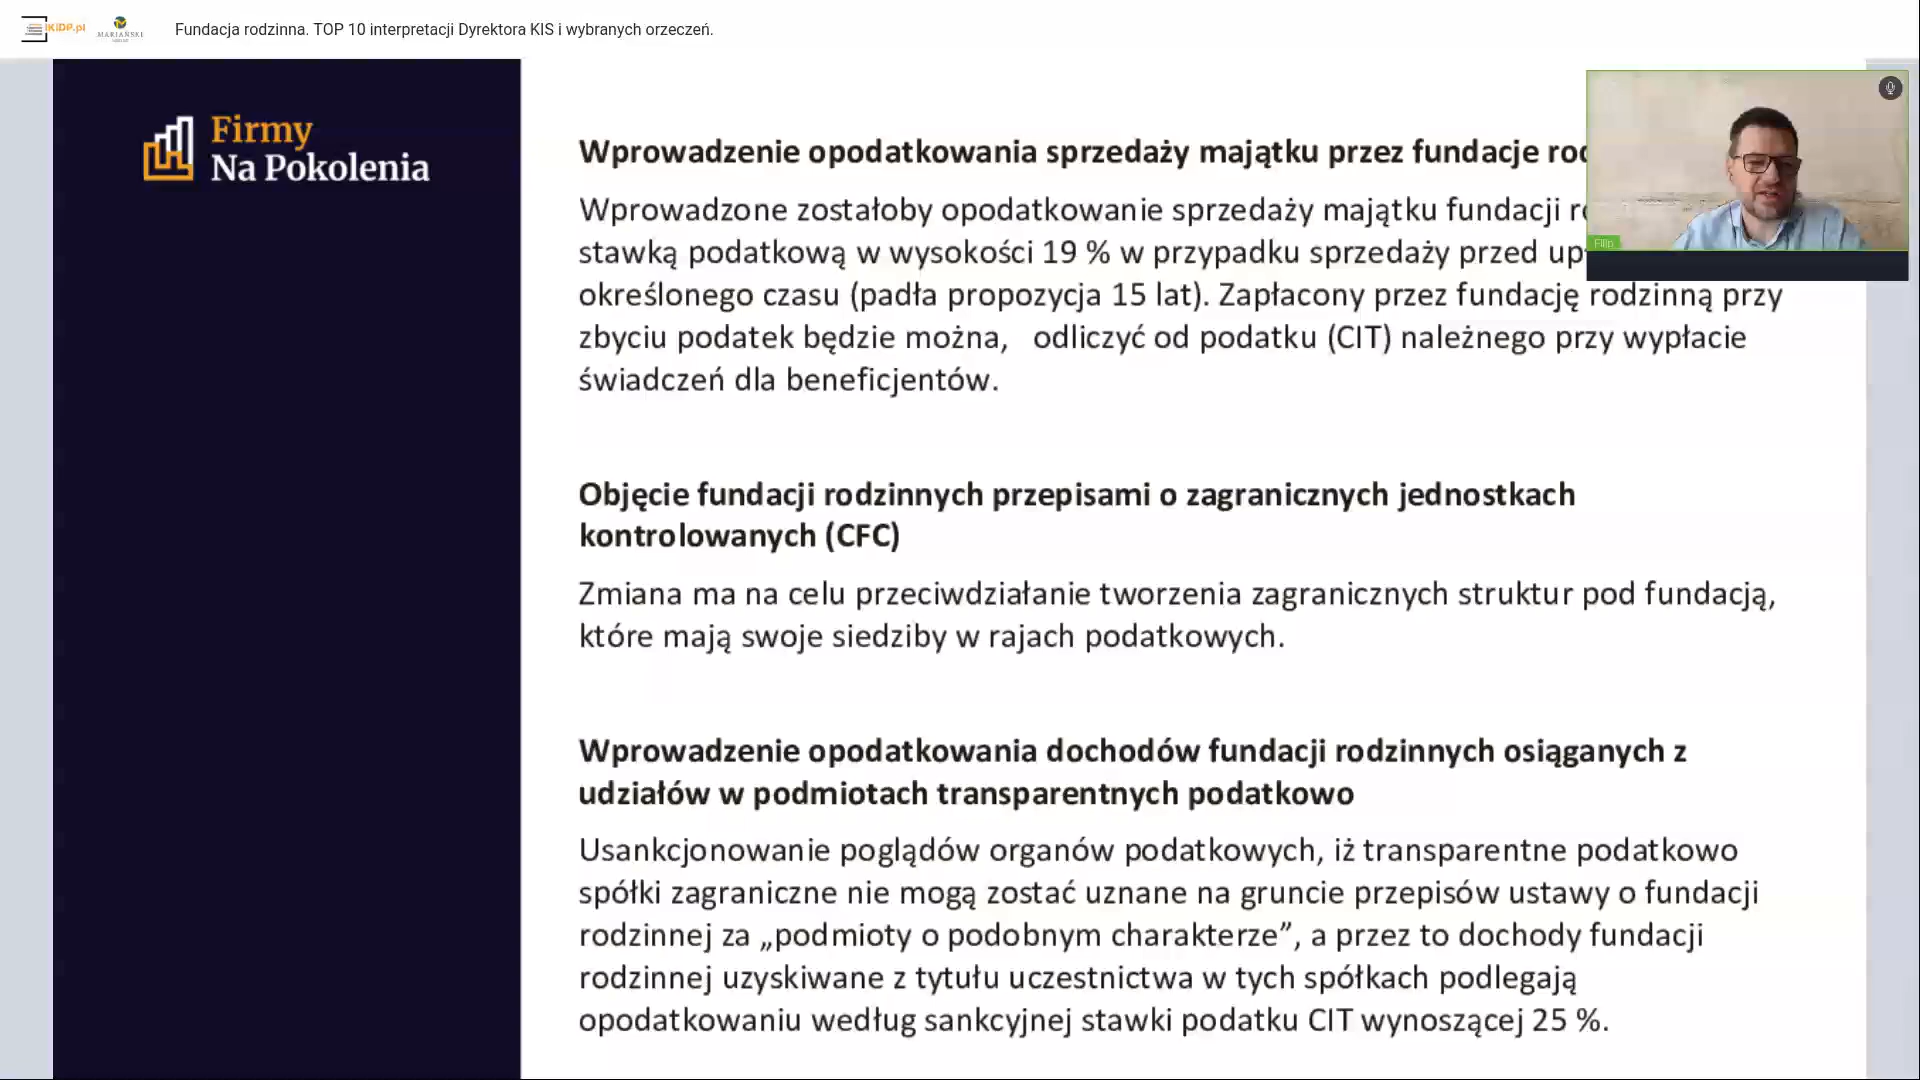 iKIDP.pl
MARIAŃSKI
Fundacja rodzinna. TOP 10 interpretacji Dyrektora KIS i wybranych orzeczeń.
Firmy
Na Pokolenia
Wprowadzenie opodatkowania sprzedaży majątku przez fundacje
Wprowadzone zostałoby opodatkowanie sprzedaży majątku fundacji
stawką podatkową w wysokości 19 % w przypadku sprzedaży przed
określonego czasu (padła propozycja 15 lat). Zapłacony przez fundację rodzinną przy
zbyciu podatek będzie można, odliczyć od podatku (CIT) należnego przy wypłacie
świadczeń dla beneficjentów.
Objęcie fundacji rodzinnych przepisami o zagranicznych jednostkach
kontrolowanych (CFC)
Zmiana ma na celu przeciwdziałanie tworzenia zagranicznych struktur pod fundacją,
które mają swoje siedziby w rajach podatkowych.
Wprowadzenie opodatkowania dochodów fundacji rodzinnych osiąganych z
udziałów w podmiotach transparentnych podatkowo
Usankcjonowanie poglądów organów podatkowych, iż transparentne podatkowo
spółki zagraniczne nie mogą zostać uznane na gruncie przepisów ustawy o fundacji
rodzinnej za „podmioty o podobnym charakterze”, a przez to dochody fundacji
rodzinnej uzyskiwane z tytułu uczestnictwa w tych spółkach podlegają
opodatkowaniu według sankcyjnej stawki podatku CIT wynoszącej 25 %.
Filip